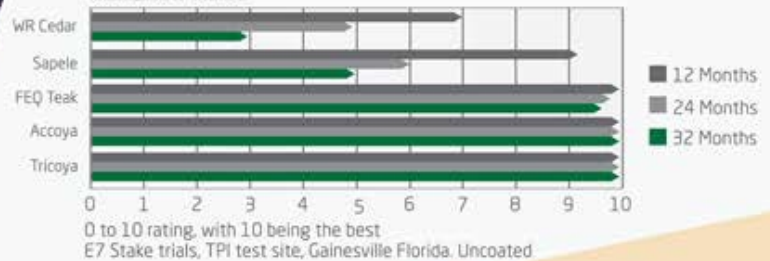 WR Cedar
Sapele
FEQ Teak
Accoya
Tricoya
12 Months
24 Months
32 Months
0 1 2 3 4 5 6 7 8 9 10
0 to 10 rating, with 10 being the best
E7 Stake trials, TPI test site, Gainesville Florida. Uncoated